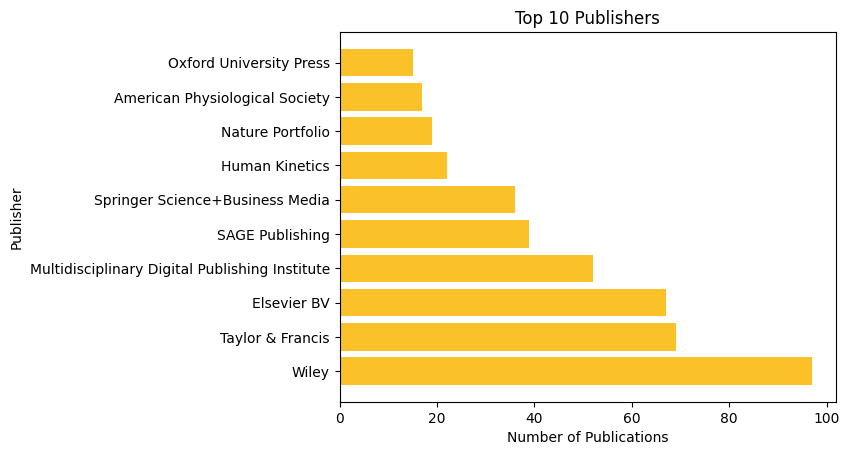 Top 10 Publishers
Publisher
Oxford University Press
American Physiological Society
Nature Portfolio
Human Kinetics
Springer Science+Business Media
SAGE Publishing
Multidisciplinary Digital Publishing Institute
Elsevier BV
Taylor & Francis
Wiley
0 20 40 60 80 100
Number of Publications